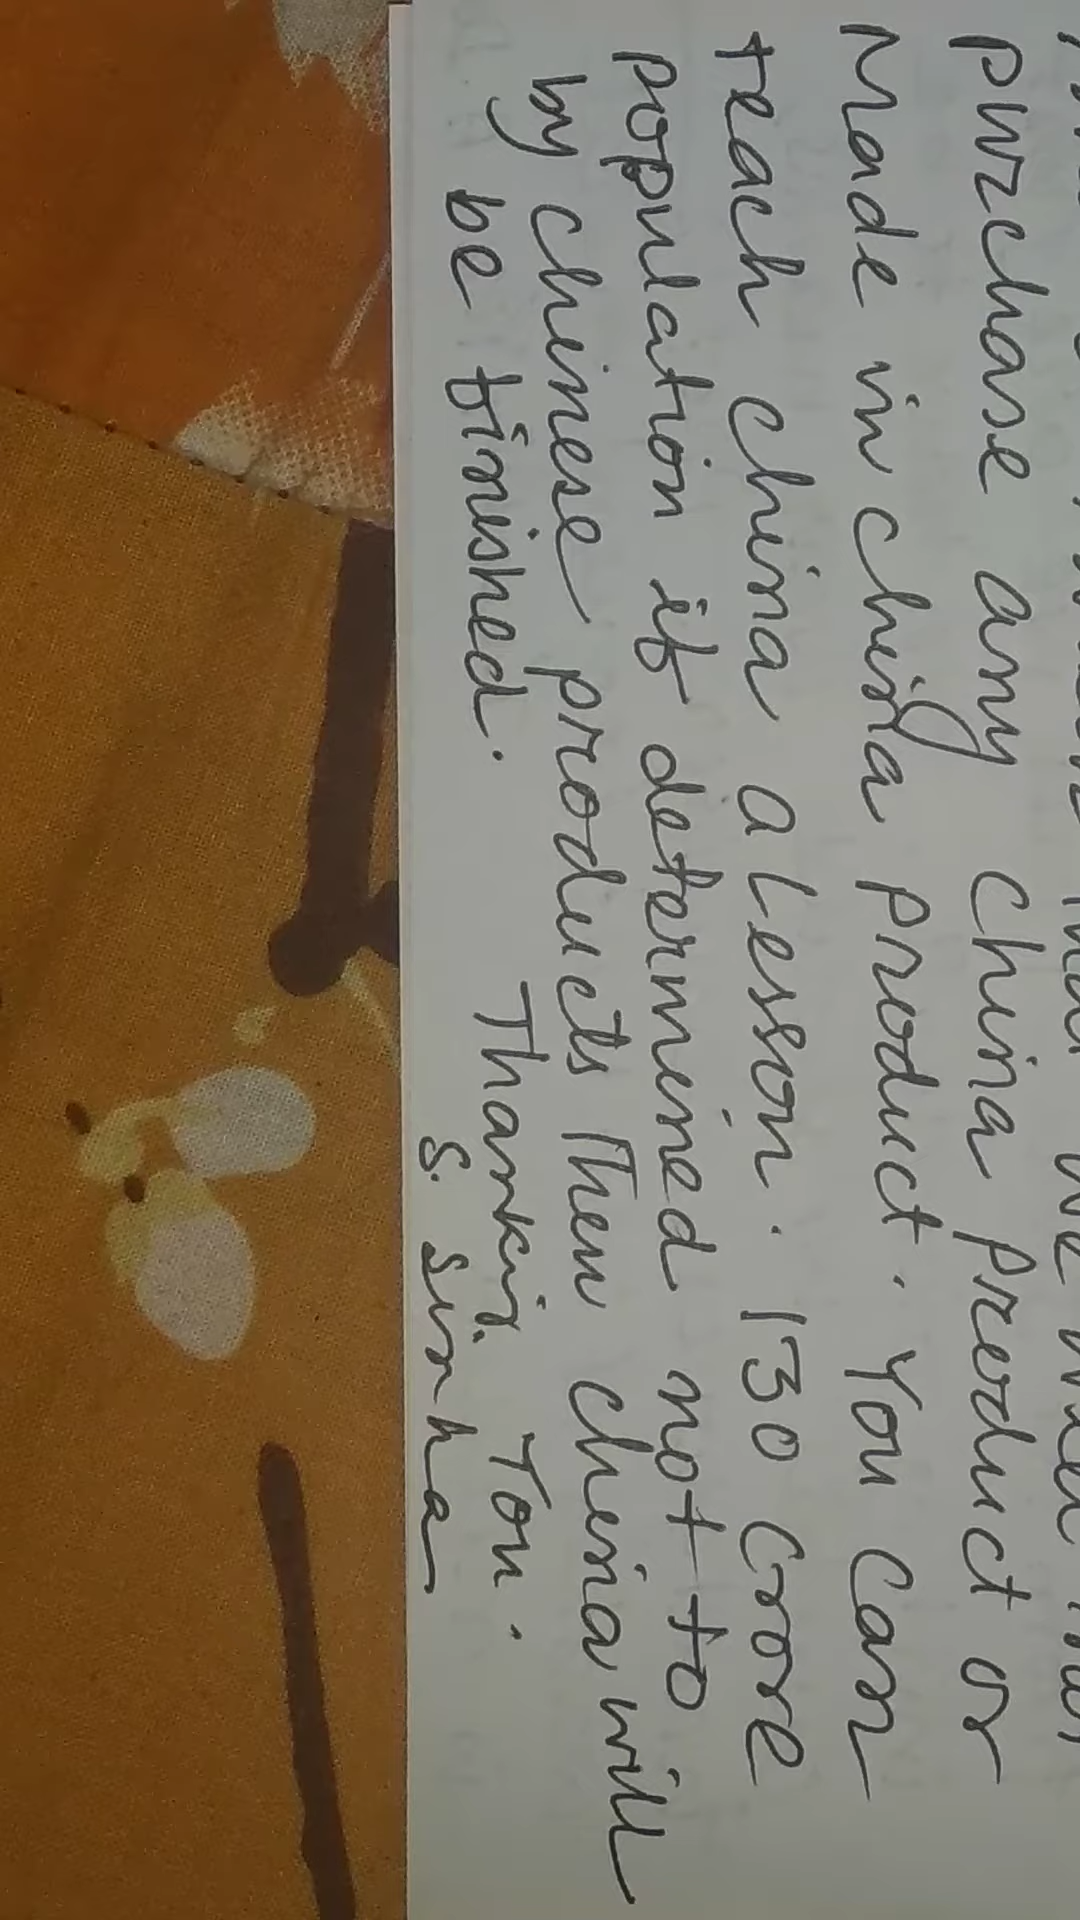 purchase any China product or
Made in China product. You Can
teach China a Lesson. 130 Crore
population if determined not to
by chinese products Then China will
be finished. Thankig You.
S. Sinha